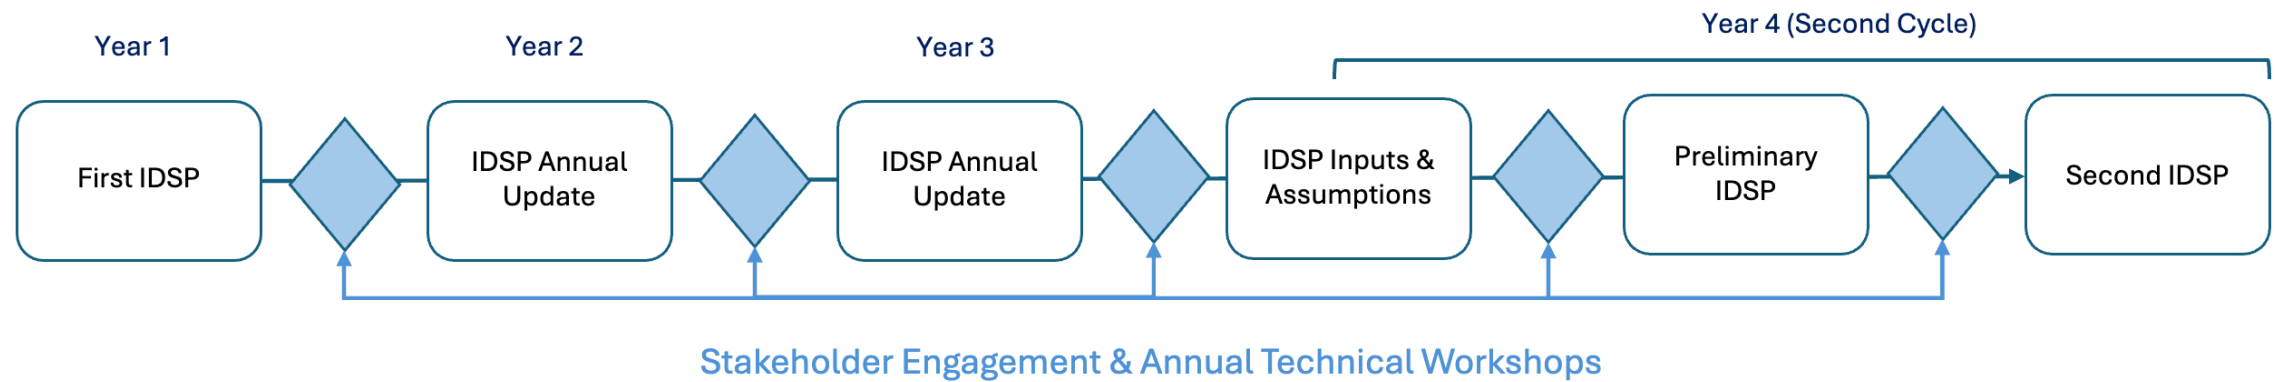 Year 1
Year 2
Year 3
Year 4 (Second Cycle)
First IDSP
IDSP Annual
Update
IDSP Annual
Update
IDSP Inputs &
Assumptions
Preliminary
IDSP
Second IDSP
Stakeholder Engagement & Annual Technical Workshops